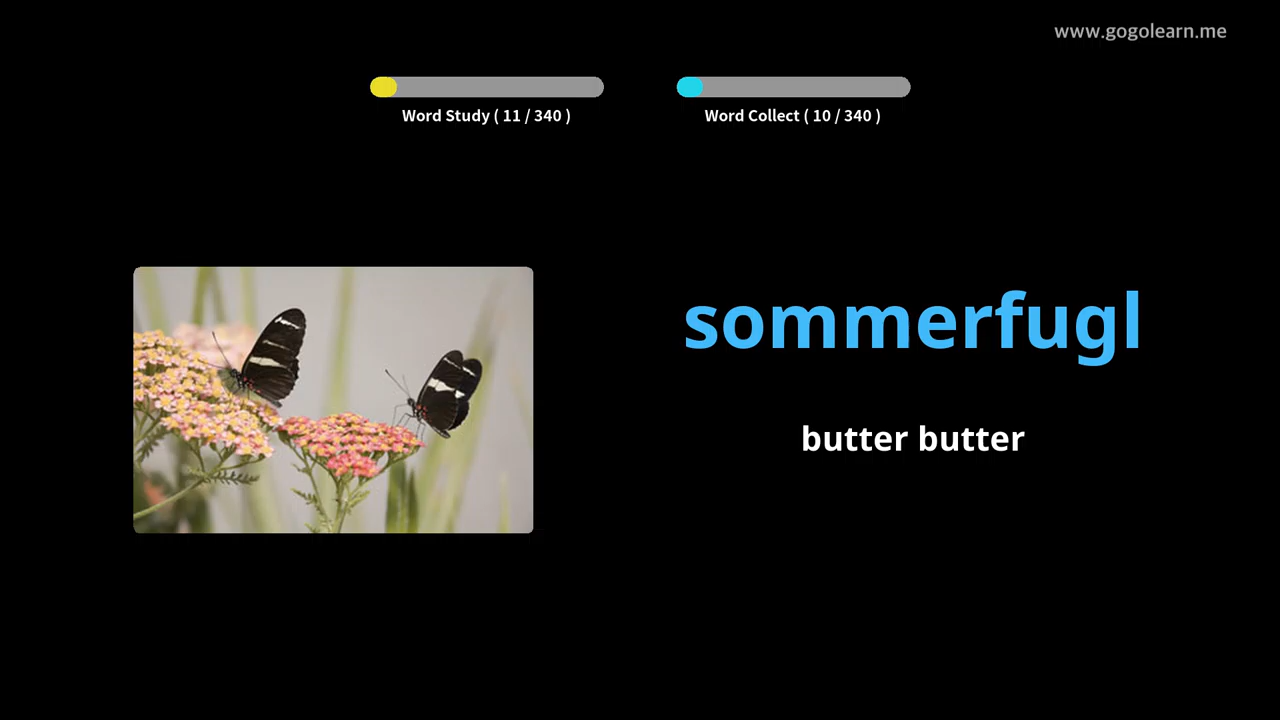 www.gogolearn.me
Word Study ( 11 / 340 )
Word Collect ( 10 / 340 )
sommerfugl
butter butter